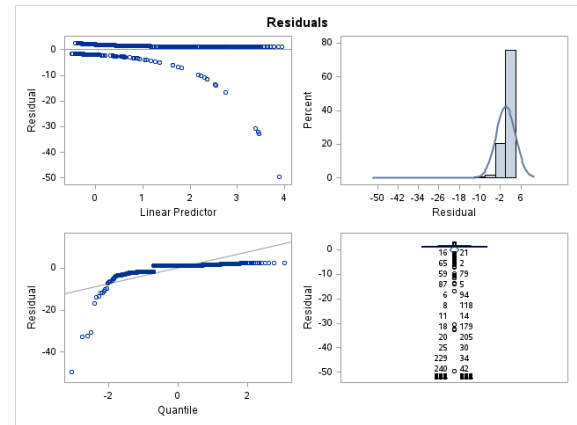 Residuals
0
-10
-20
-30
-40
-50
Residual
0 1 2 3 4
Linear Predictor
80
60
40
20
0
Percent
-50 -42 -34 -26 -18 -10 -2 6
Residual
0
-20
-40
Residual
-2 0 2
Quantile
0
-10
-20
-30
-40
-50
Residual
16 21
65 2
59 79
87 5
6 94
8 118
11 14
18 179
20 205
25 30
229 34
240 42